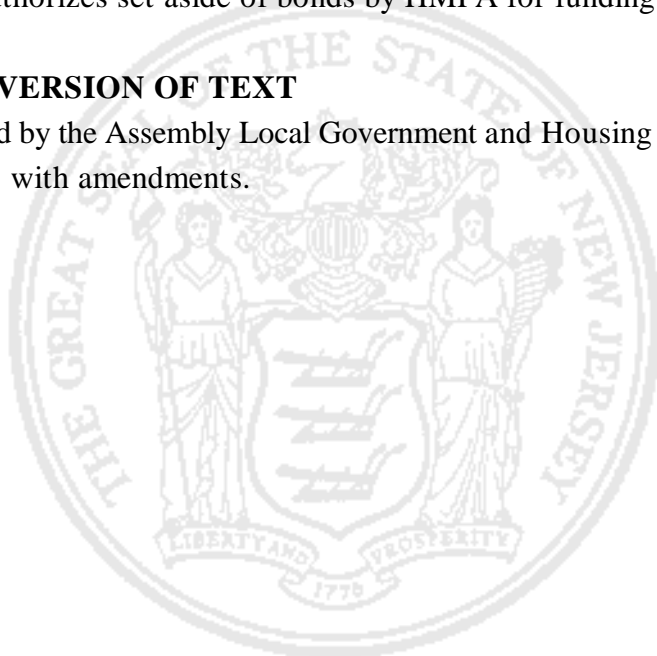 uthorizes set aside of bonds by HMFA for funding
VERSION OF TEXT
d by the Assembly Local Government and Housing
with amendments.
THE GREAT SEAL OF THE STATE OF NEW JERSEY
LIBERTY AND PROSPERITY
1776